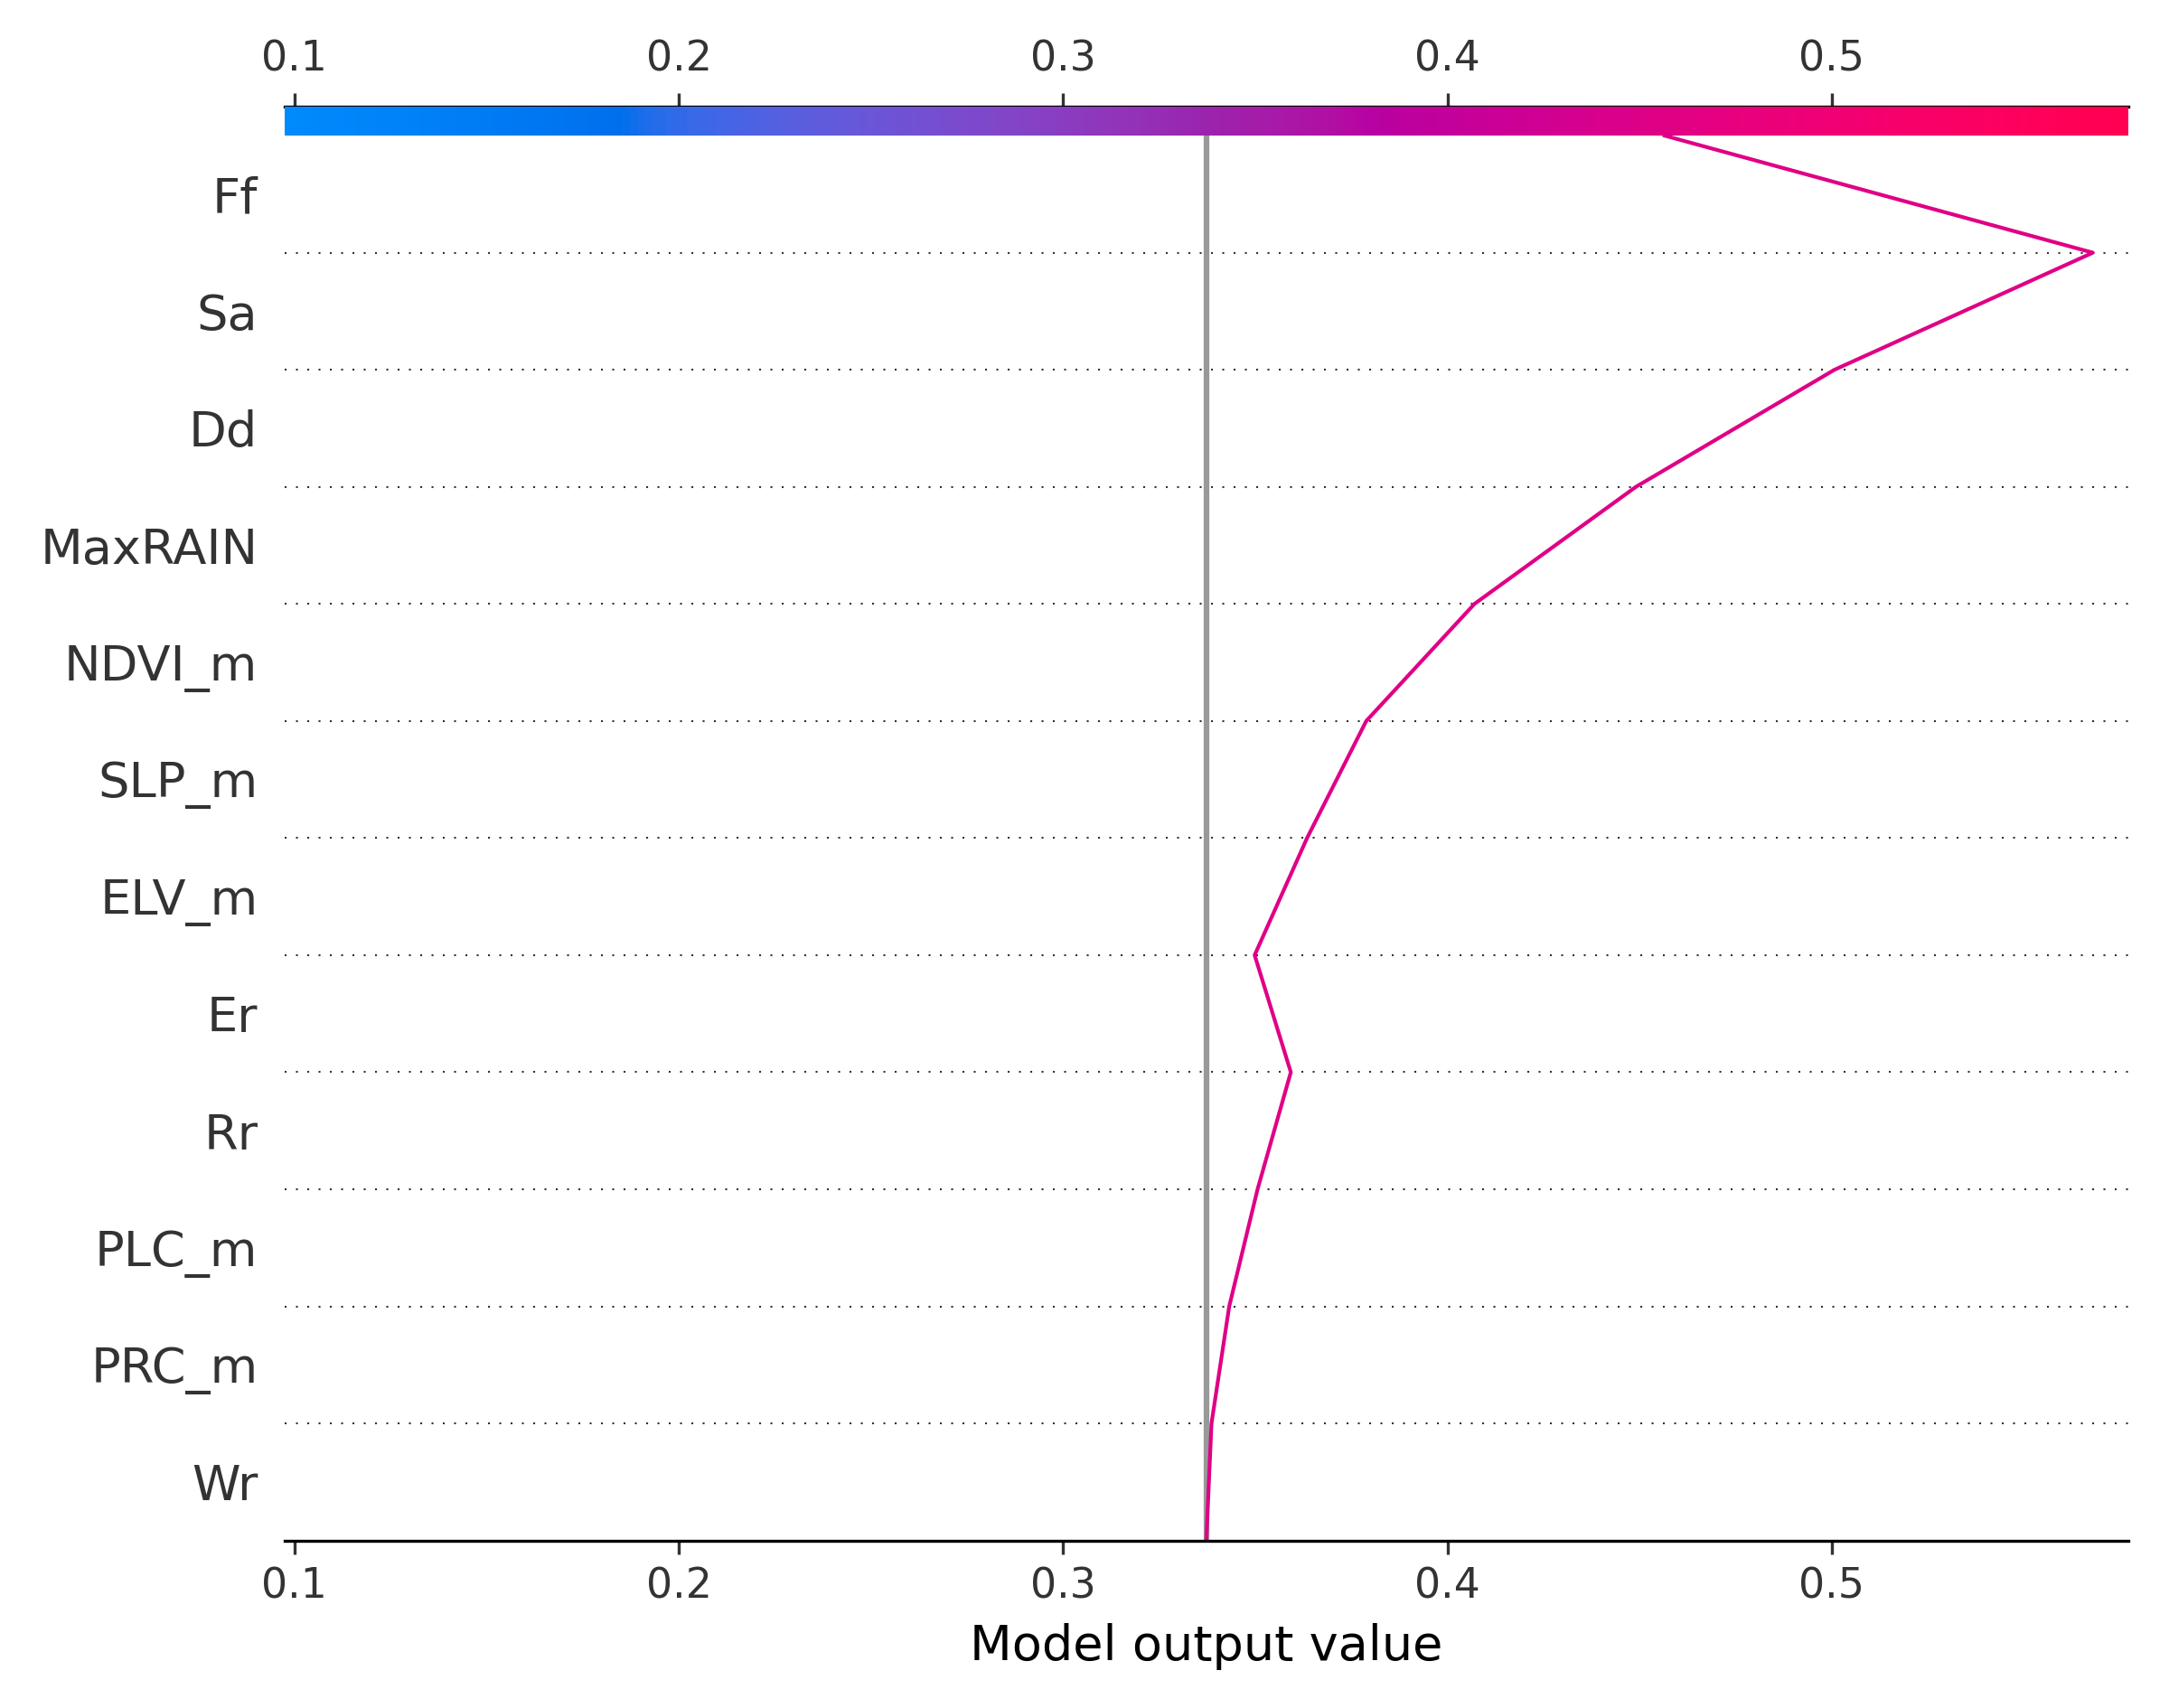 0.1 0.2 0.3 0.4 0.5
Ff
Sa
Dd
MaxRAIN
NDVI_m
SLP_m
ELV_m
Er
Rr
PLC_m
PRC_m
Wr
0.1 0.2 0.3 0.4 0.5
Model output value